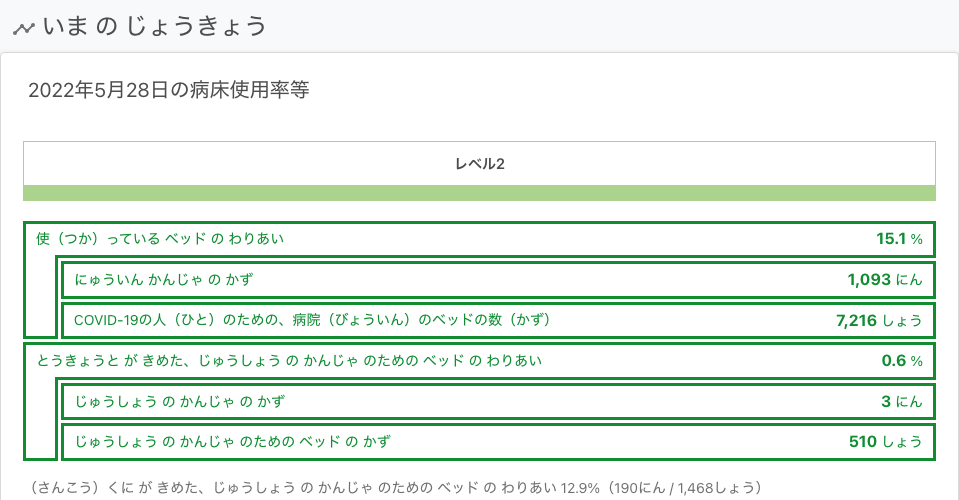 いま の じょうきょう
2022年5月28日の病床使用率等
レベル2
使（つか）っている ベッド の わりあい 15.1 %
にゅういん かんじゃ の かず 1,093 にん
COVID-19の人（ひと）のための、病院（びょういん）のベッドの数（かず） 7,216 しょう
とうきょうと が きめた、じゅうしょう の かんじゃ のための ベッド の わりあい 0.6 %
じゅうしょう の かんじゃ の かず 3 にん
じゅうしょう の かんじゃ のための ベッド の かず 510 しょう
（さんこう）くに が きめた、じゅうしょう の かんじゃ のための ベッド の わりあい 12.9%（190にん / 1,468しょう）